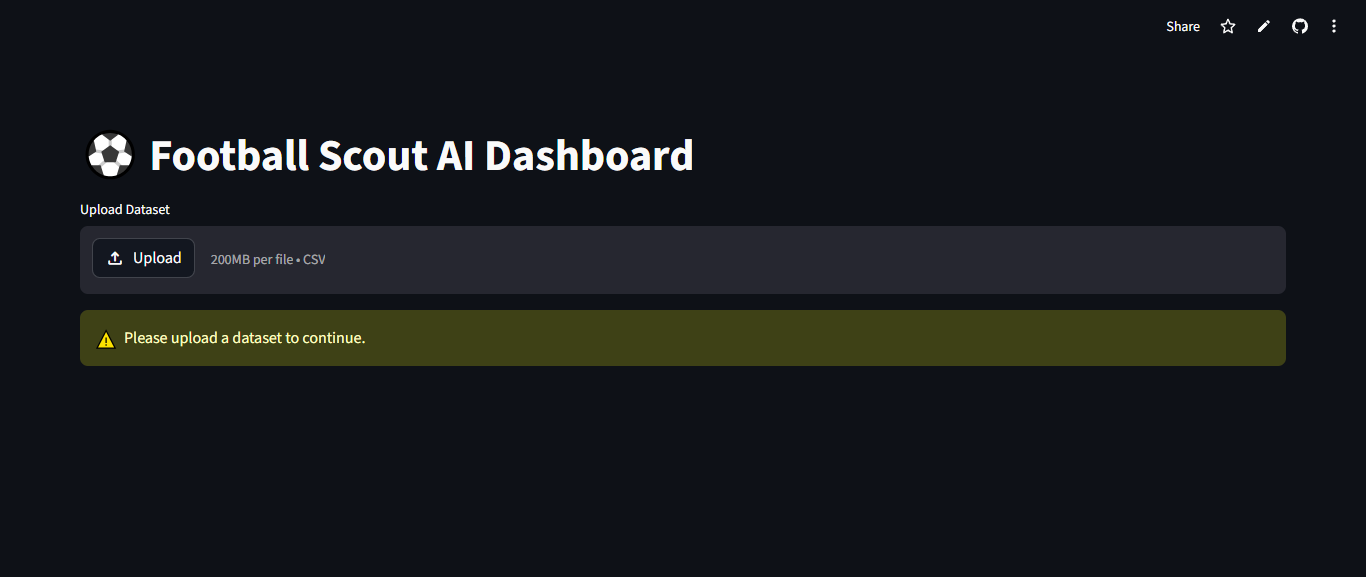 Share
Football Scout AI Dashboard
Upload Dataset
Upload 200MB per file • CSV
Please upload a dataset to continue.